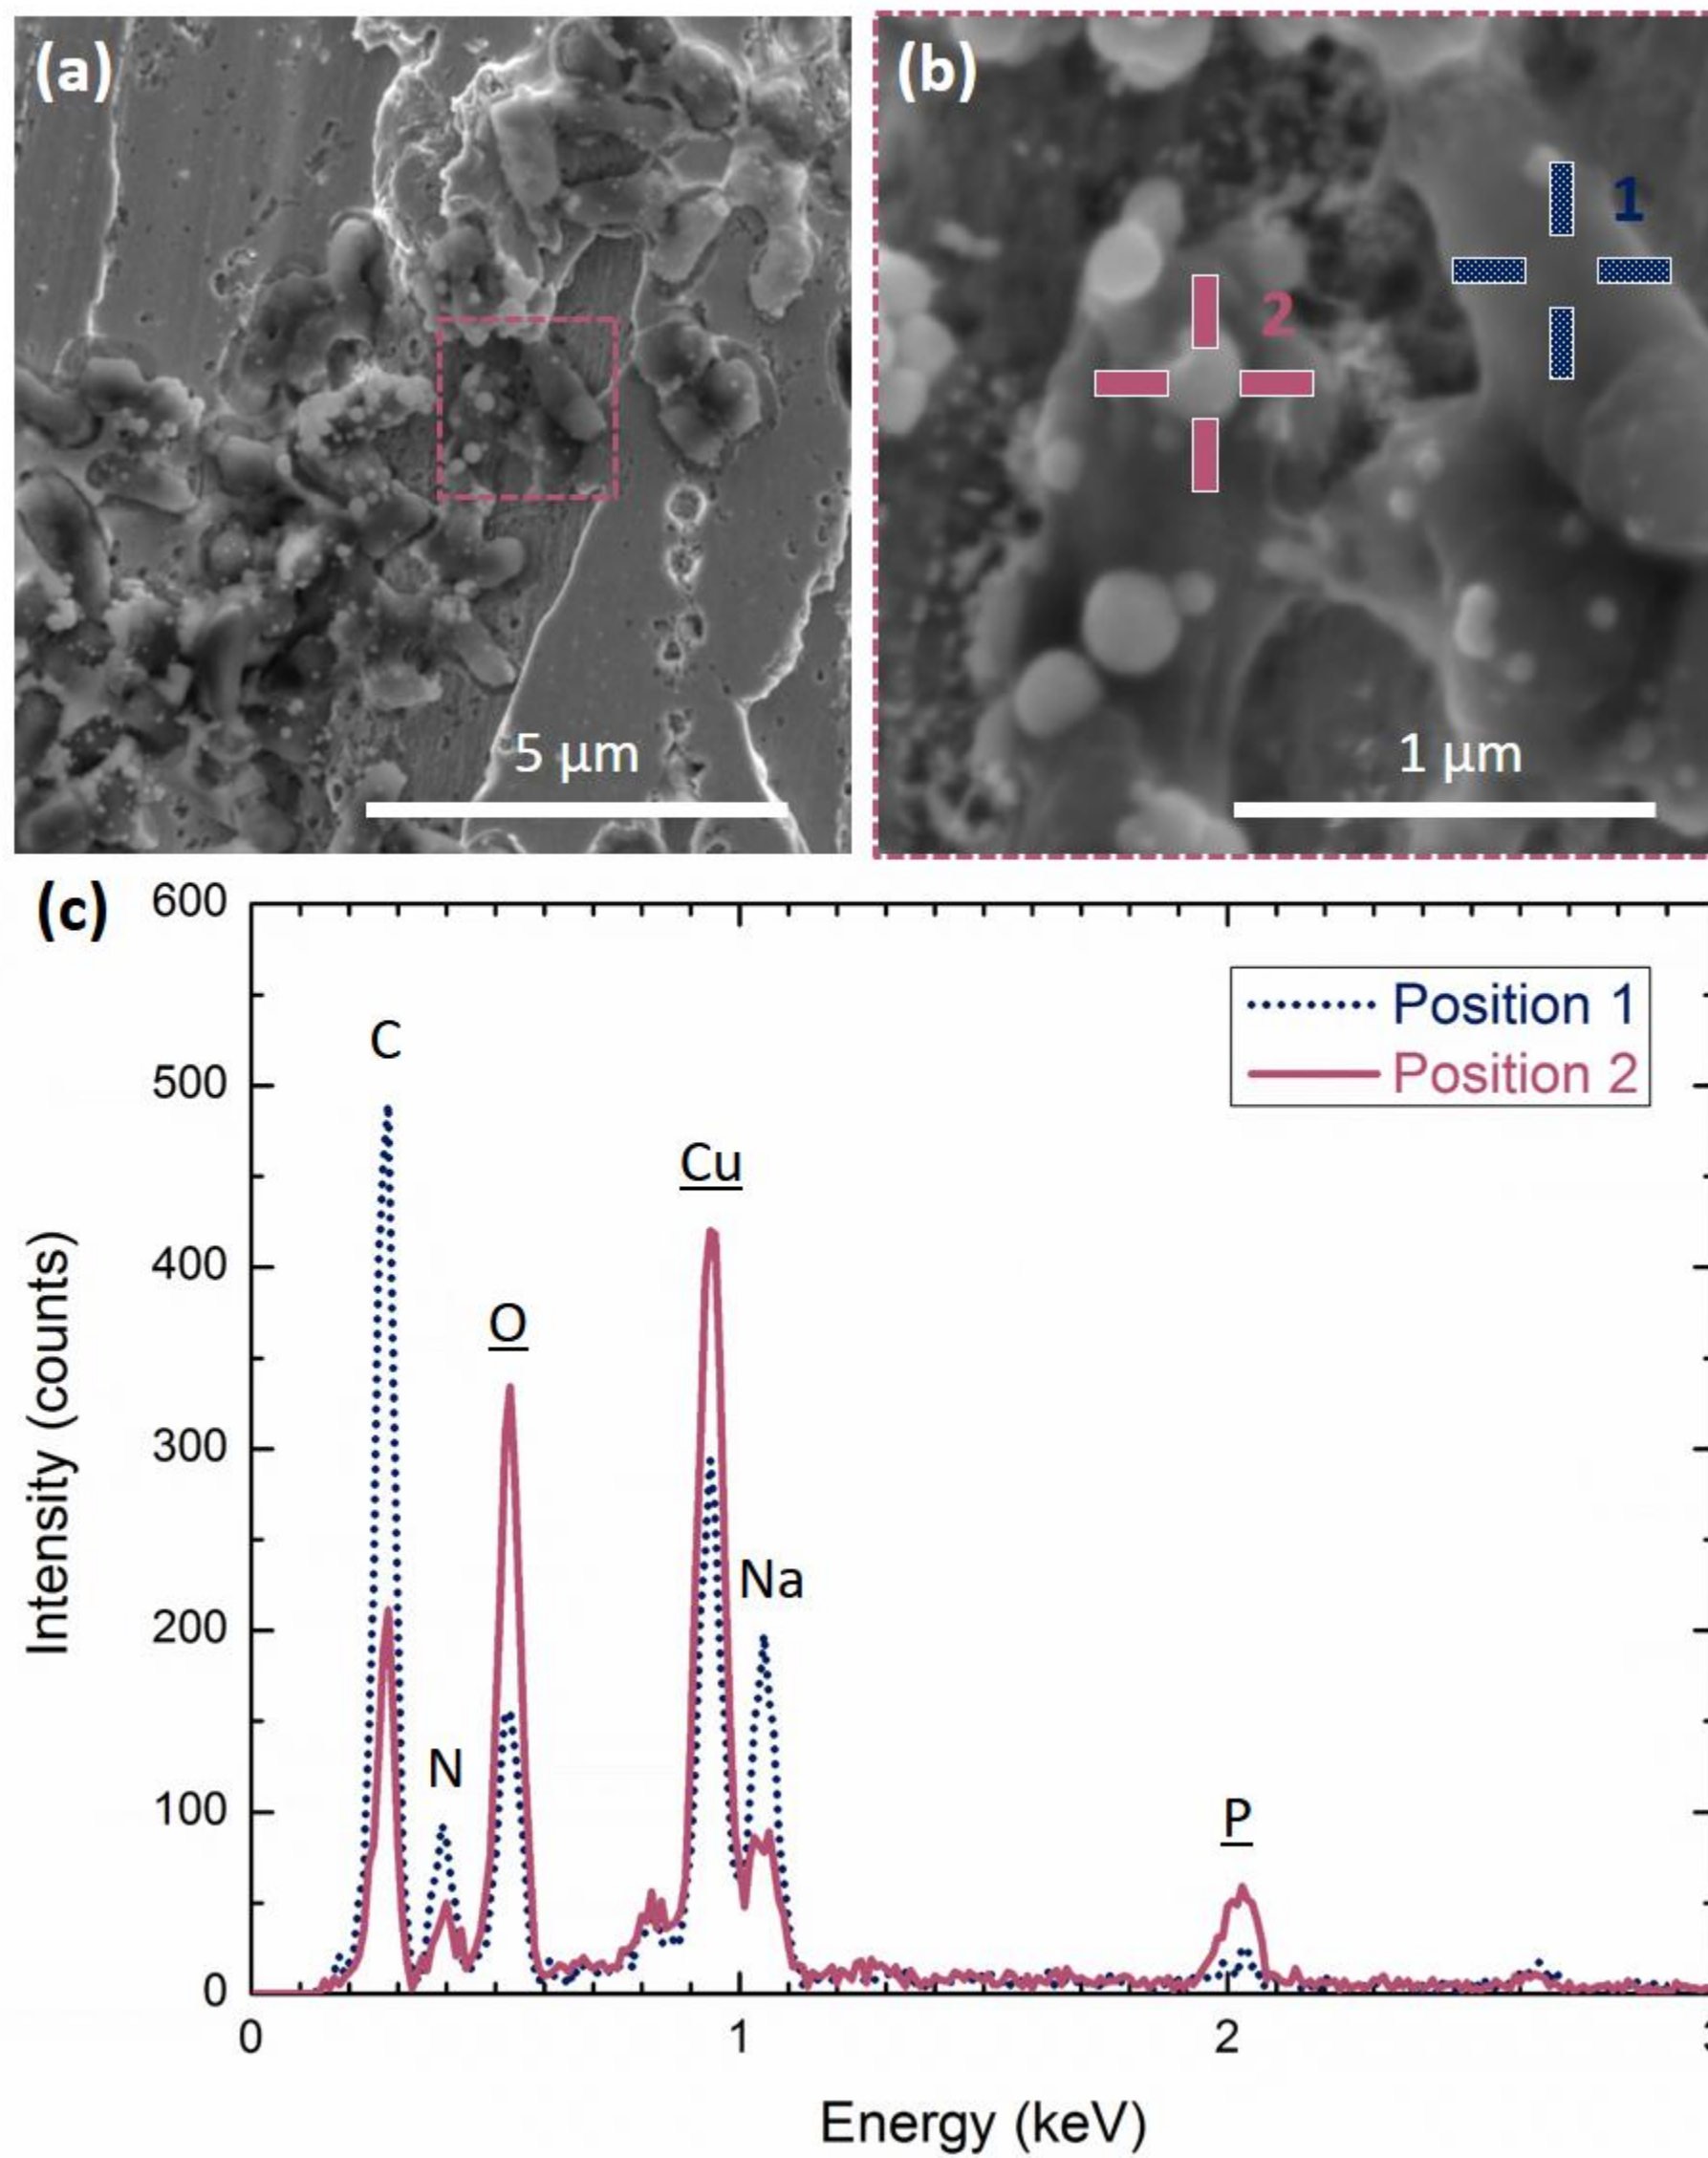 (a)
5 μm
(b)
1
2
1 μm
(c)
600
500
400
300
200
100
0
Intensity (counts)
C
N
O
Cu
Na
P
Position 1
Position 2
0
1
2
Energy (keV)